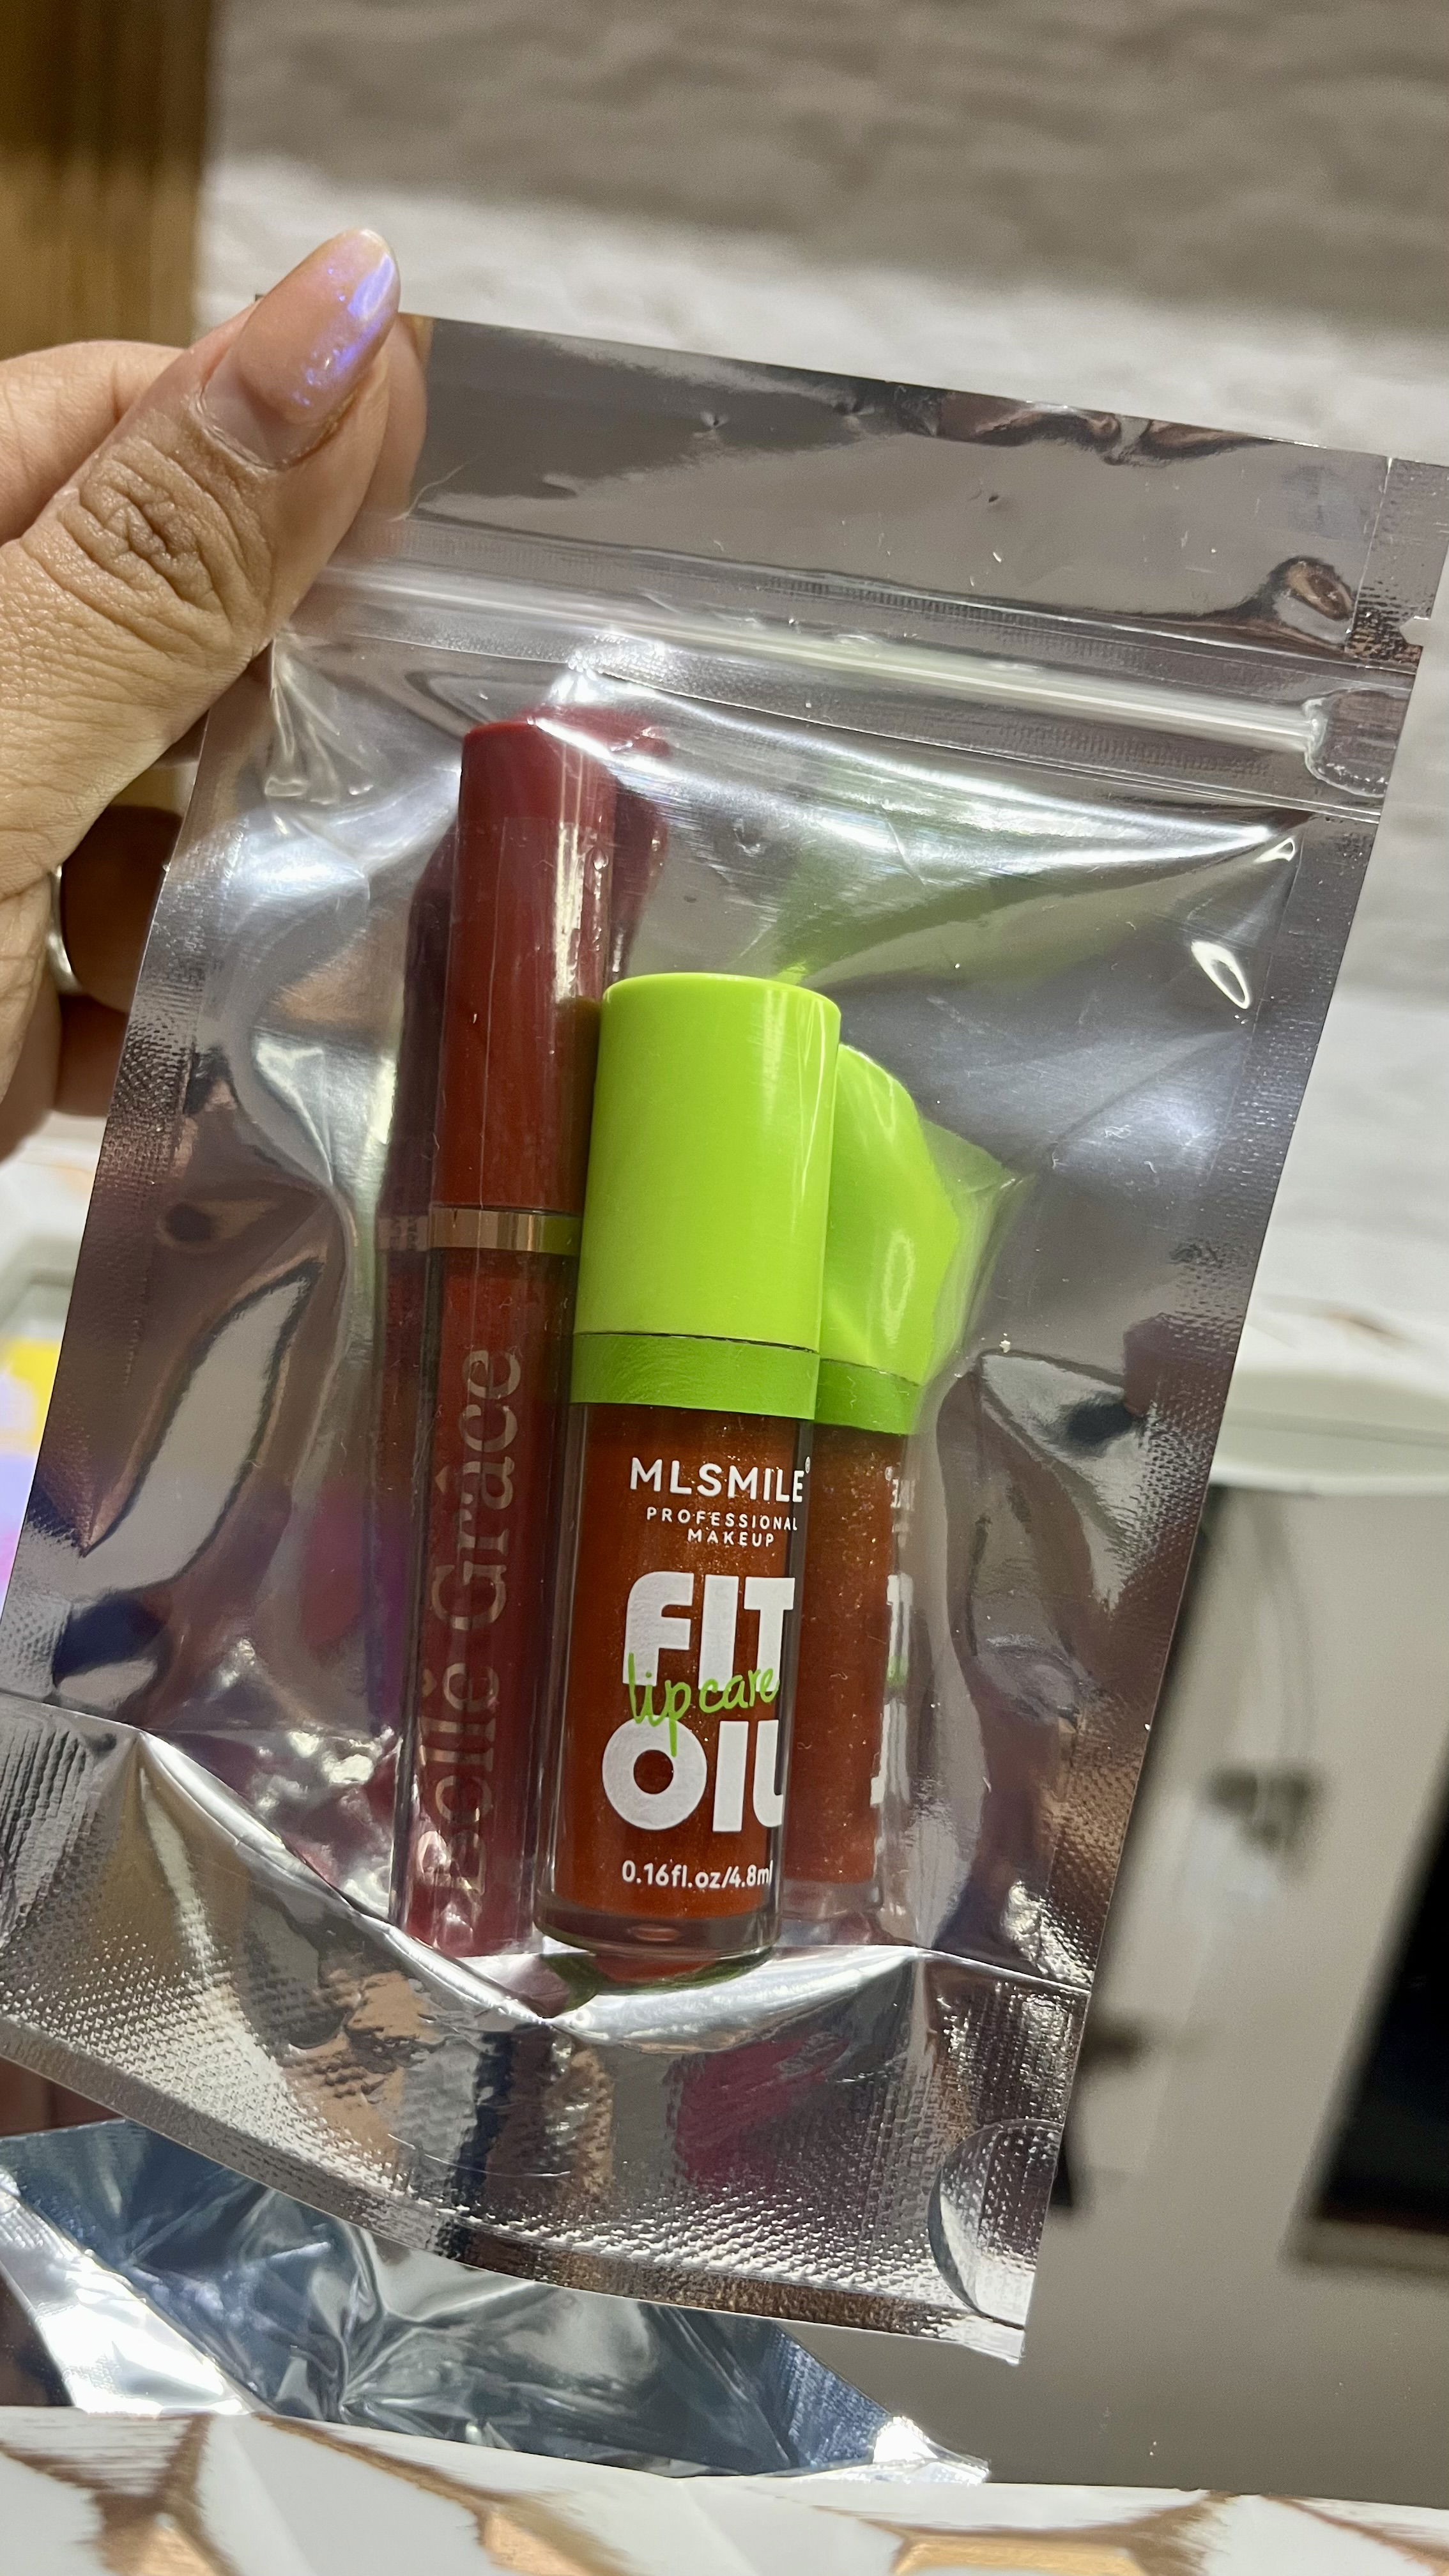 Belle Grâce
MLSMILE®
PROFESSIONAL
MAKEUP
FIT
lip care
OIL
0.16fl.oz/4.8ml